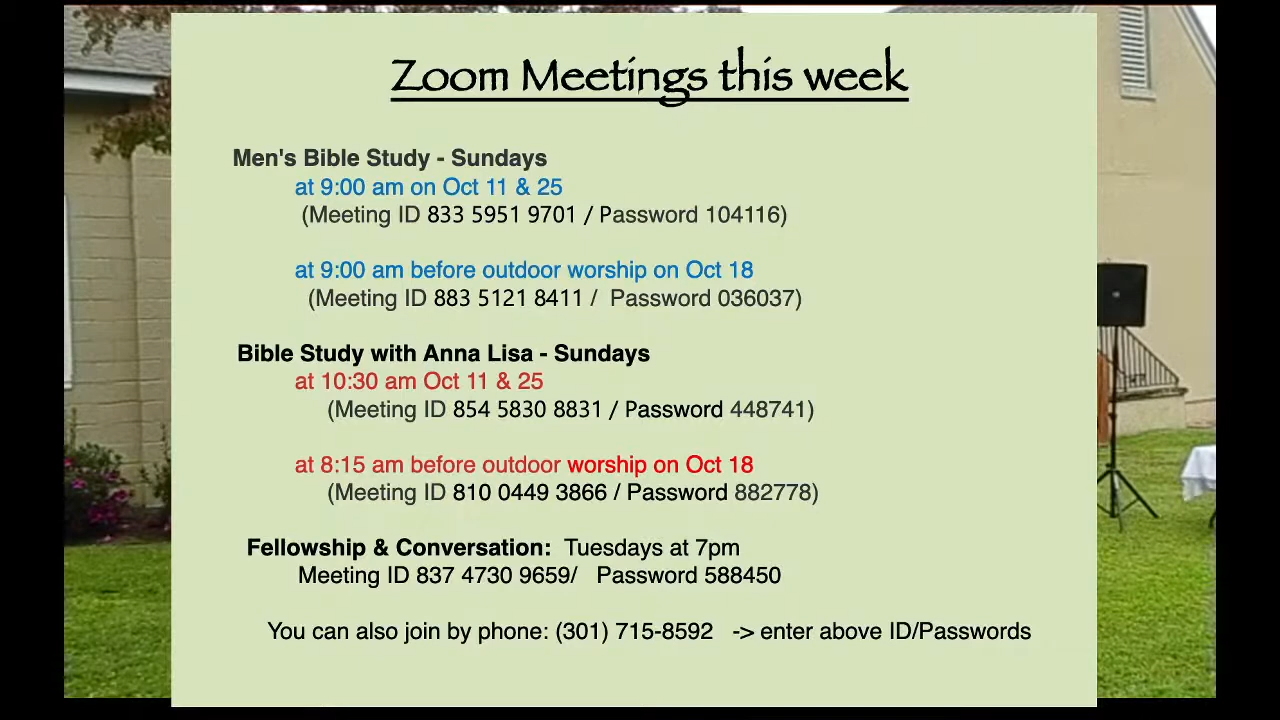 Zoom Meetings this week
Men's Bible Study - Sundays
at 9:00 am on Oct 11 & 25
(Meeting ID 833 5951 9701 / Password 104116)
at 9:00 am before outdoor worship on Oct 18
(Meeting ID 883 5121 8411 / Password 036037)
Bible Study with Anna Lisa - Sundays
at 10:30 am Oct 11 & 25
(Meeting ID 854 5830 8831 / Password 448741)
at 8:15 am before outdoor worship on Oct 18
(Meeting ID 810 0449 3866 / Password 882778)
Fellowship & Conversation: Tuesdays at 7pm
Meeting ID 837 4730 9659/ Password 588450
You can also join by phone: (301) 715-8592 -> enter above ID/Passwords